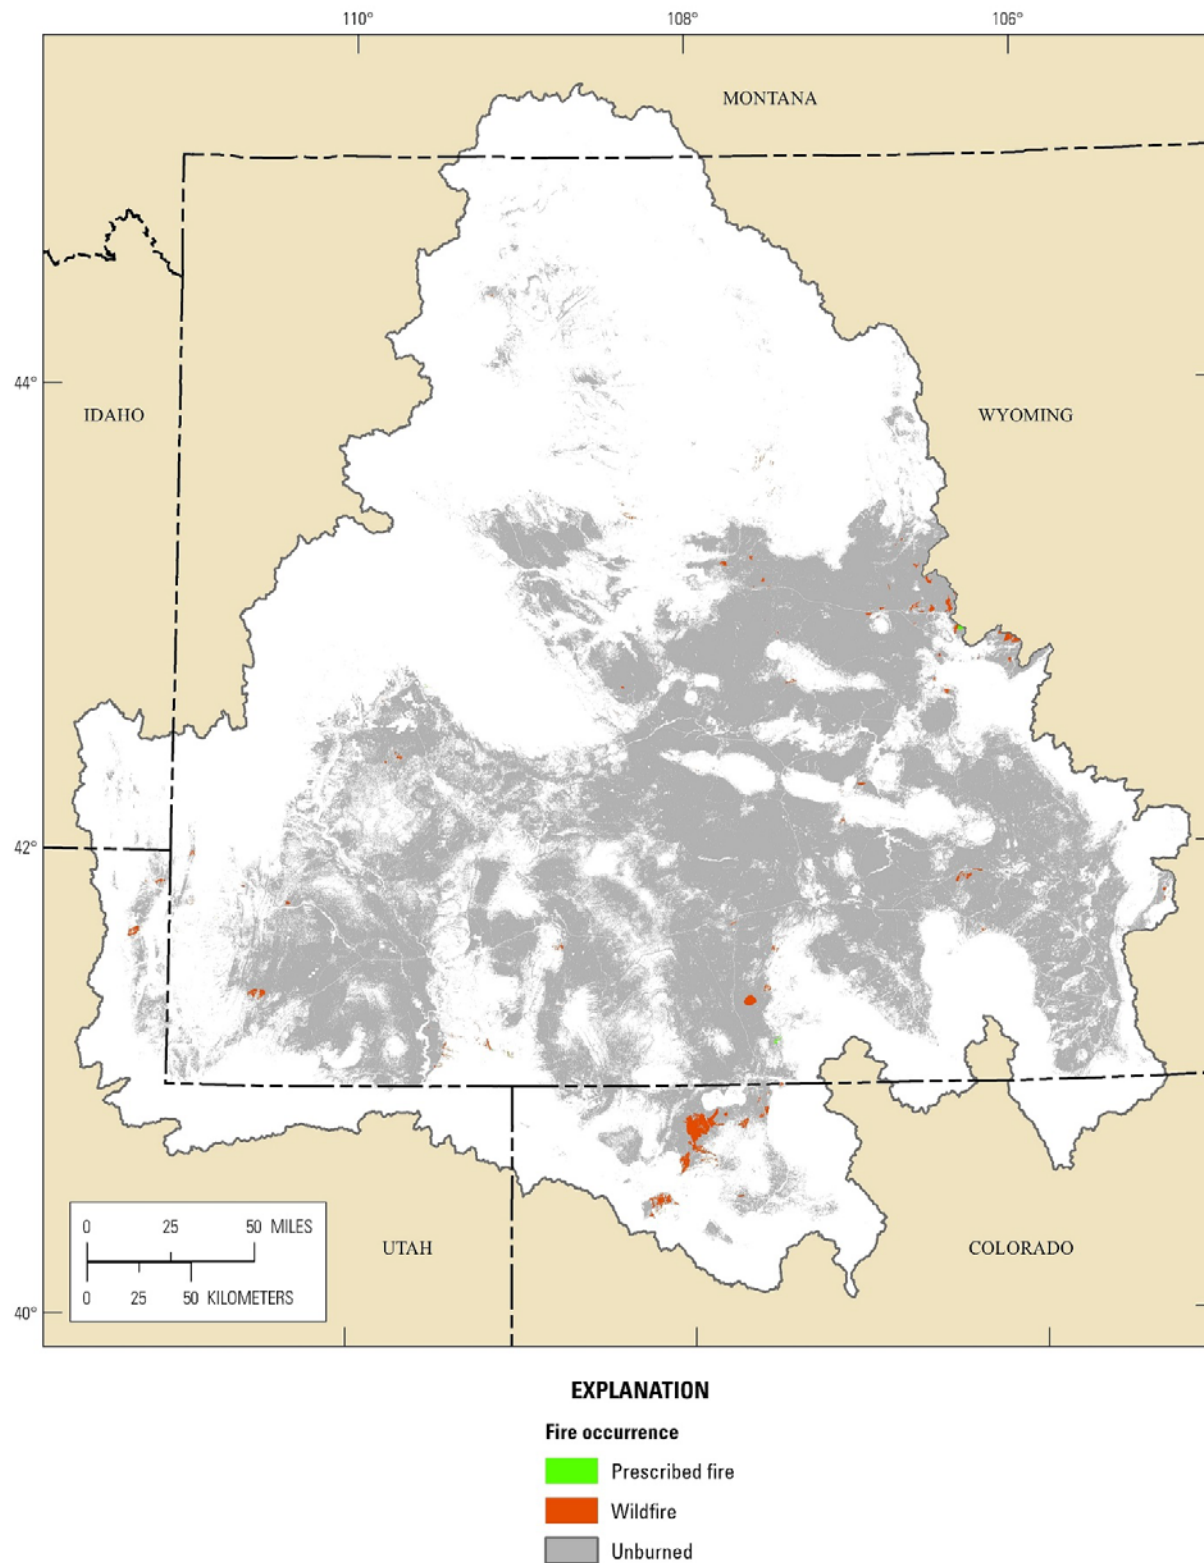 110° 108° 106°
MONTANA
44°
IDAHO WYOMING
42°
0 25 50 MILES
0 25 50 KILOMETERS
UTAH COLORADO
40°
EXPLANATION
Fire occurrence
Prescribed fire
Wildfire
Unburned